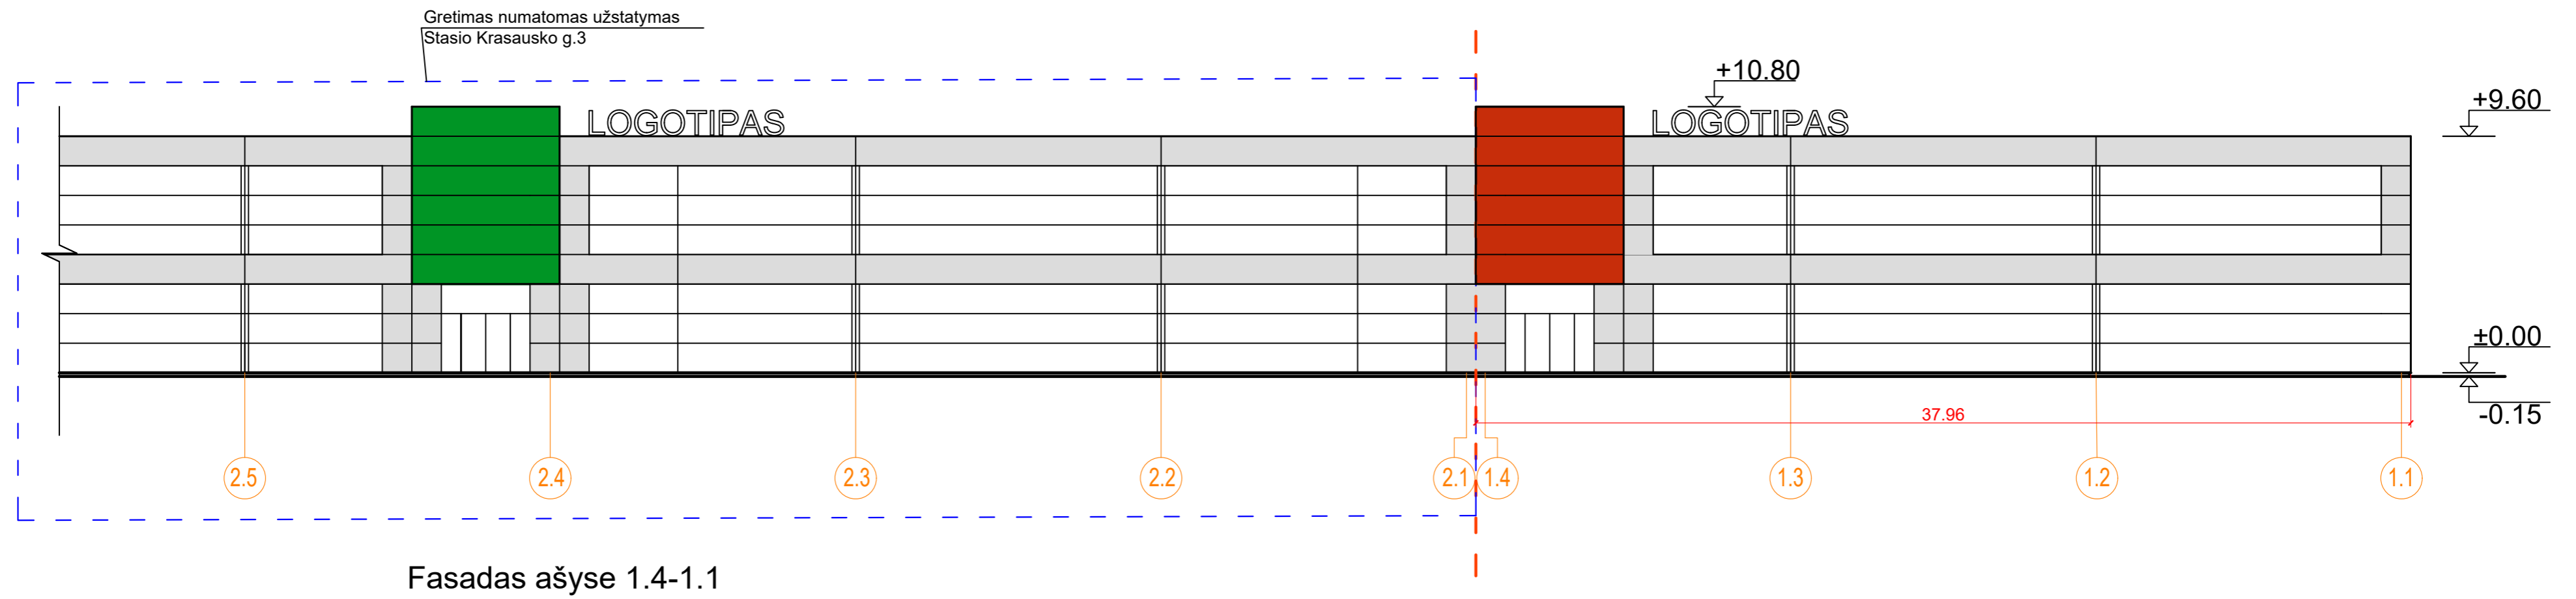 Gretimas numatomas užstatymas
Stasio Krasausko g.3
+10.80
+9.60
LOGOTIPAS
LOGOTIPAS
±0.00
-0.15
37.96
2.5
2.4
2.3
2.2
2.1
1.4
1.3
1.2
1.1
Fasadas ašyse 1.4-1.1